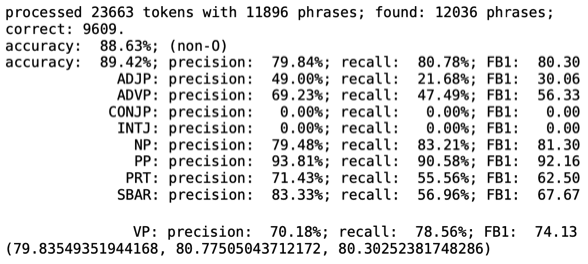 processed 23663 tokens with 11896 phrases; found: 12036 phrases;
correct: 9609.
accuracy:  88.63%; (non-O)
accuracy:  89.42%; precision:  79.84%; recall:  80.78%; FB1:  80.30
ADJP: precision:  49.00%; recall:  21.68%; FB1:  30.06
ADVP: precision:  69.23%; recall:  47.49%; FB1:  56.33
CONJP: precision:   0.00%; recall:   0.00%; FB1:   0.00
INTJ: precision:   0.00%; recall:   0.00%; FB1:   0.00
NP: precision:  79.48%; recall:  83.21%; FB1:  81.30
PP: precision:  93.81%; recall:  90.58%; FB1:  92.16
PRT: precision:  71.43%; recall:  55.56%; FB1:  62.50
SBAR: precision:  83.33%; recall:  56.96%; FB1:  67.67
VP: precision:  70.18%; recall:  78.56%; FB1:  74.13
(79.83549351944168, 80.77505043712172, 80.30252381748286)